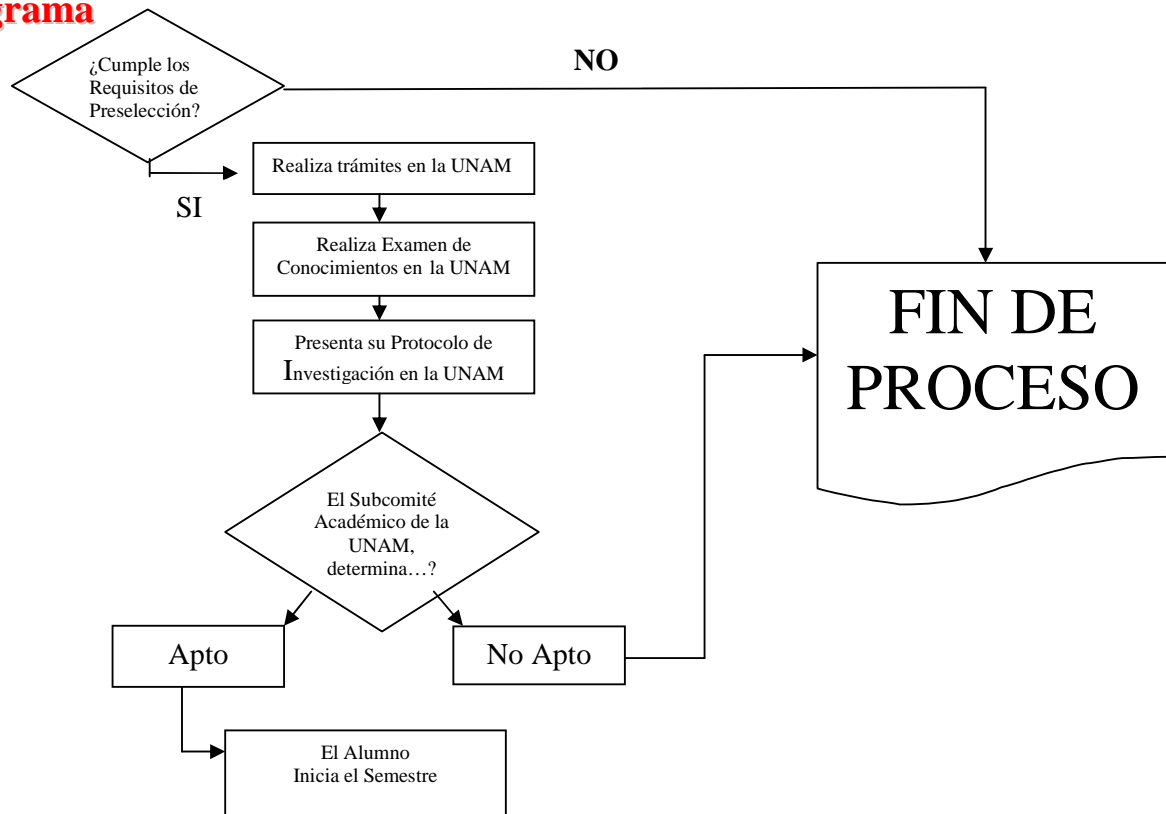 grama
¿Cumple los
Requisitos de
Preselección?
NO
SI
Realiza trámites en la UNAM
Realiza Examen de
Conocimientos en la UNAM
Presenta su Protocolo de
Investigación en la UNAM
FIN DE
PROCESO
El Subcomité
Académico de la
UNAM,
determina…?
Apto
No Apto
El Alumno
Inicia el Semestre